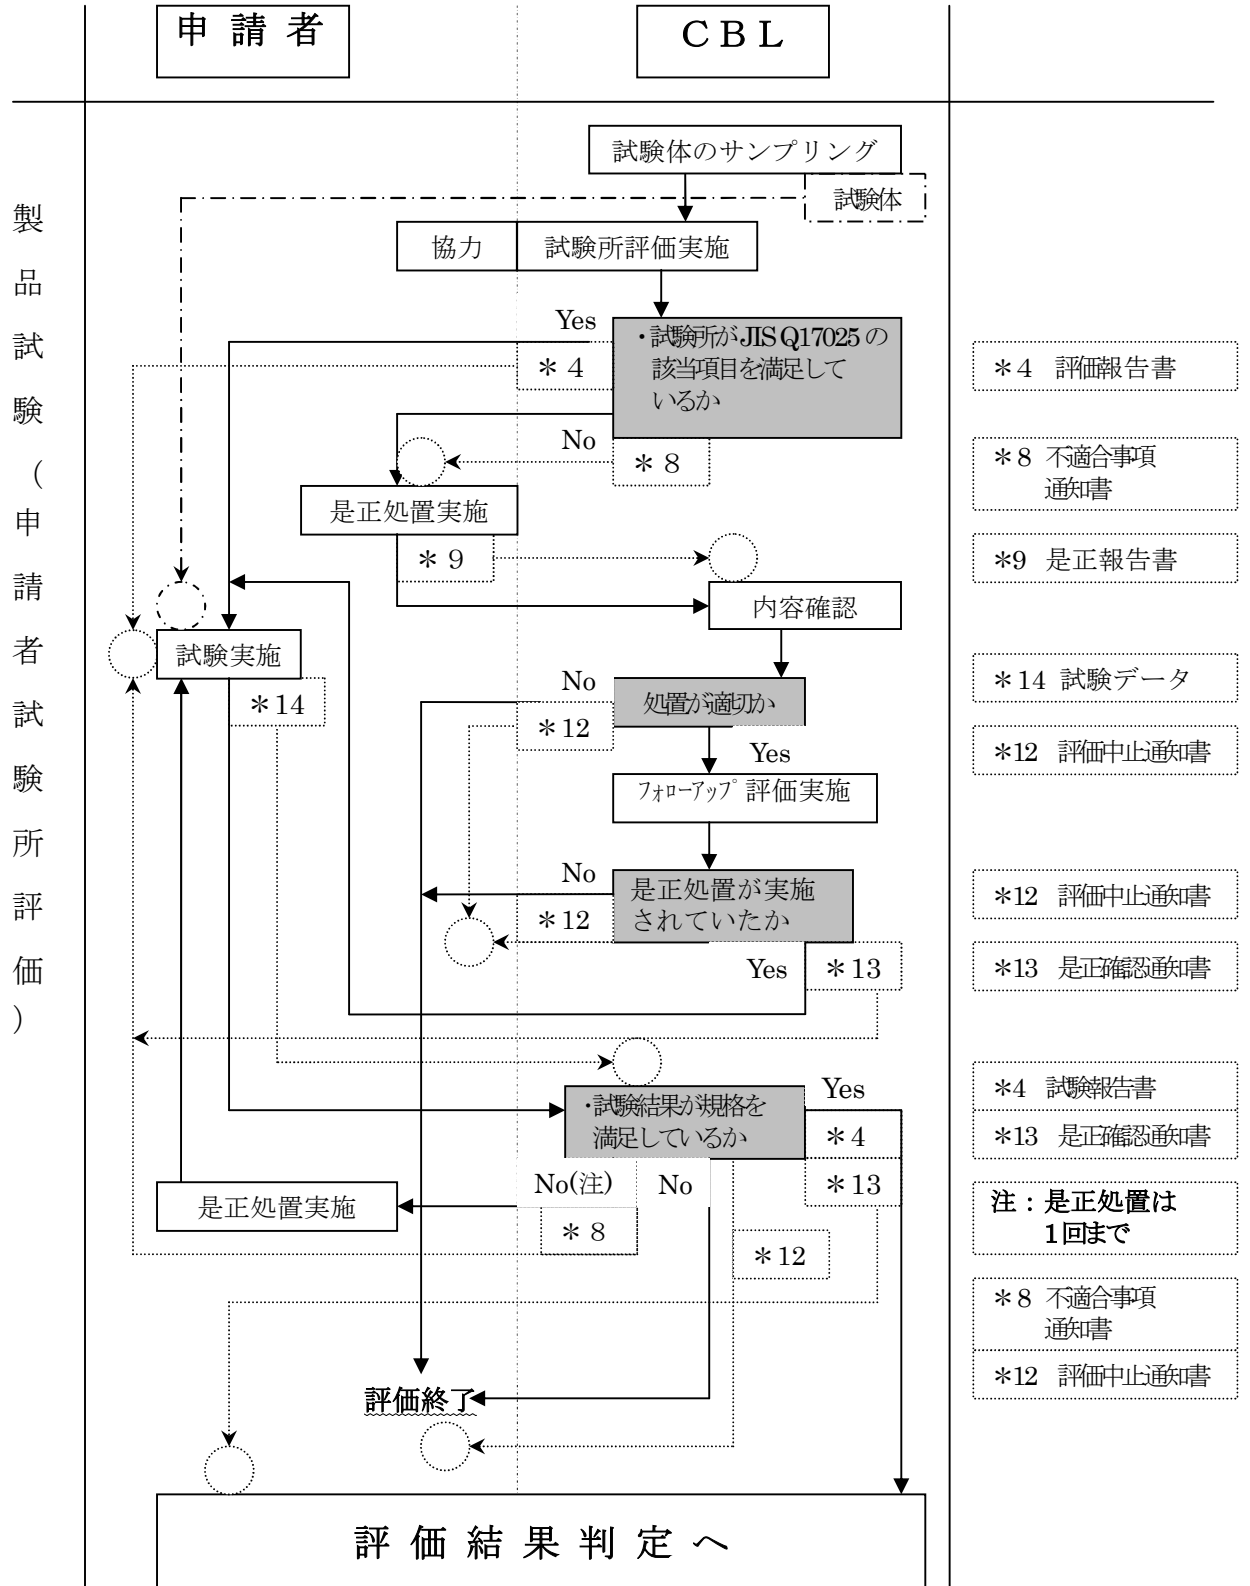 申 請 者
C B L
製品試験（申請者試験所評価）
試験体のサンプリング
試験体
協力
試験所評価実施
Yes
・試験所がJIS Q17025の
該当項目を満足して
いるか
＊4
＊4 評価報告書
No
＊8
＊8 不適合事項
通知書
是正処置実施
＊9
＊9 是正報告書
内容確認
試験実施
＊14
No
処置が適切か
＊14 試験データ
＊12
Yes
＊12 評価中止通知書
フォローアップ 評価実施
No
是正処置が実施
されていたか
＊12
＊12 評価中止通知書
Yes
＊13
＊13 是正確認通知書
Yes
・試験結果が規格を
満足しているか
＊4
＊4 試験報告書
＊13
＊13 是正確認通知書
No(注)
No
是正処置実施
＊8
注：是正処置は
1回まで
＊12
＊8 不適合事項
通知書
＊12 評価中止通知書
評価終了
評 価 結 果 判 定 へ